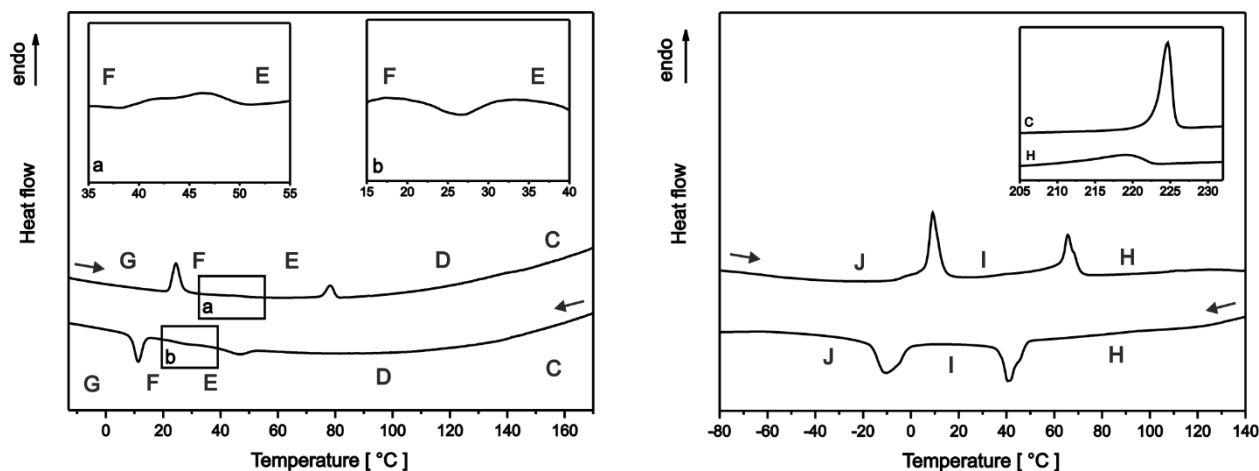 endo
Heat flow
F E
a
35 40 45 50 55
F E
b
15 20 25 30 35 40
G F E D C
a
b
G F E D C
0 20 40 60 80 100 120 140 160
Temperature [ °C ]
endo
Heat flow
C
H
205 210 215 220 225 230
J I H
J I H
-80 -60 -40 -20 0 20 40 60 80 100 120 140
Temperature [ °C ]